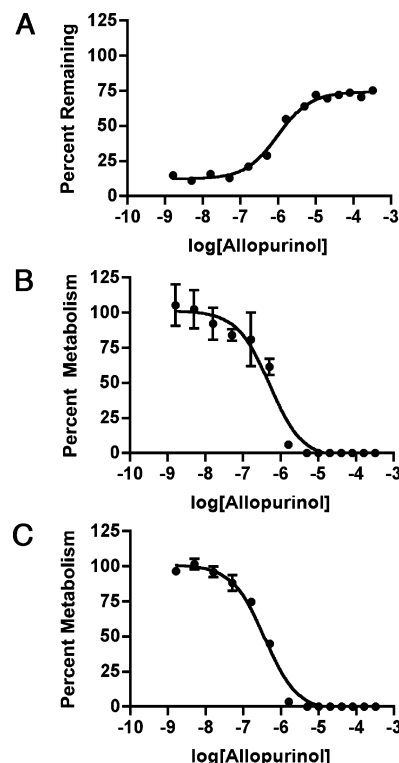 A
Percent Remaining
125
100
75
50
25
0
-10 -9 -8 -7 -6 -5 -4 -3
log[Allopurinol]
B
Percent Metabolism
125
100
75
50
25
0
-10 -9 -8 -7 -6 -5 -4 -3
log[Allopurinol]
C
Percent Metabolism
125
100
75
50
25
0
-10 -9 -8 -7 -6 -5 -4 -3
log[Allopurinol]